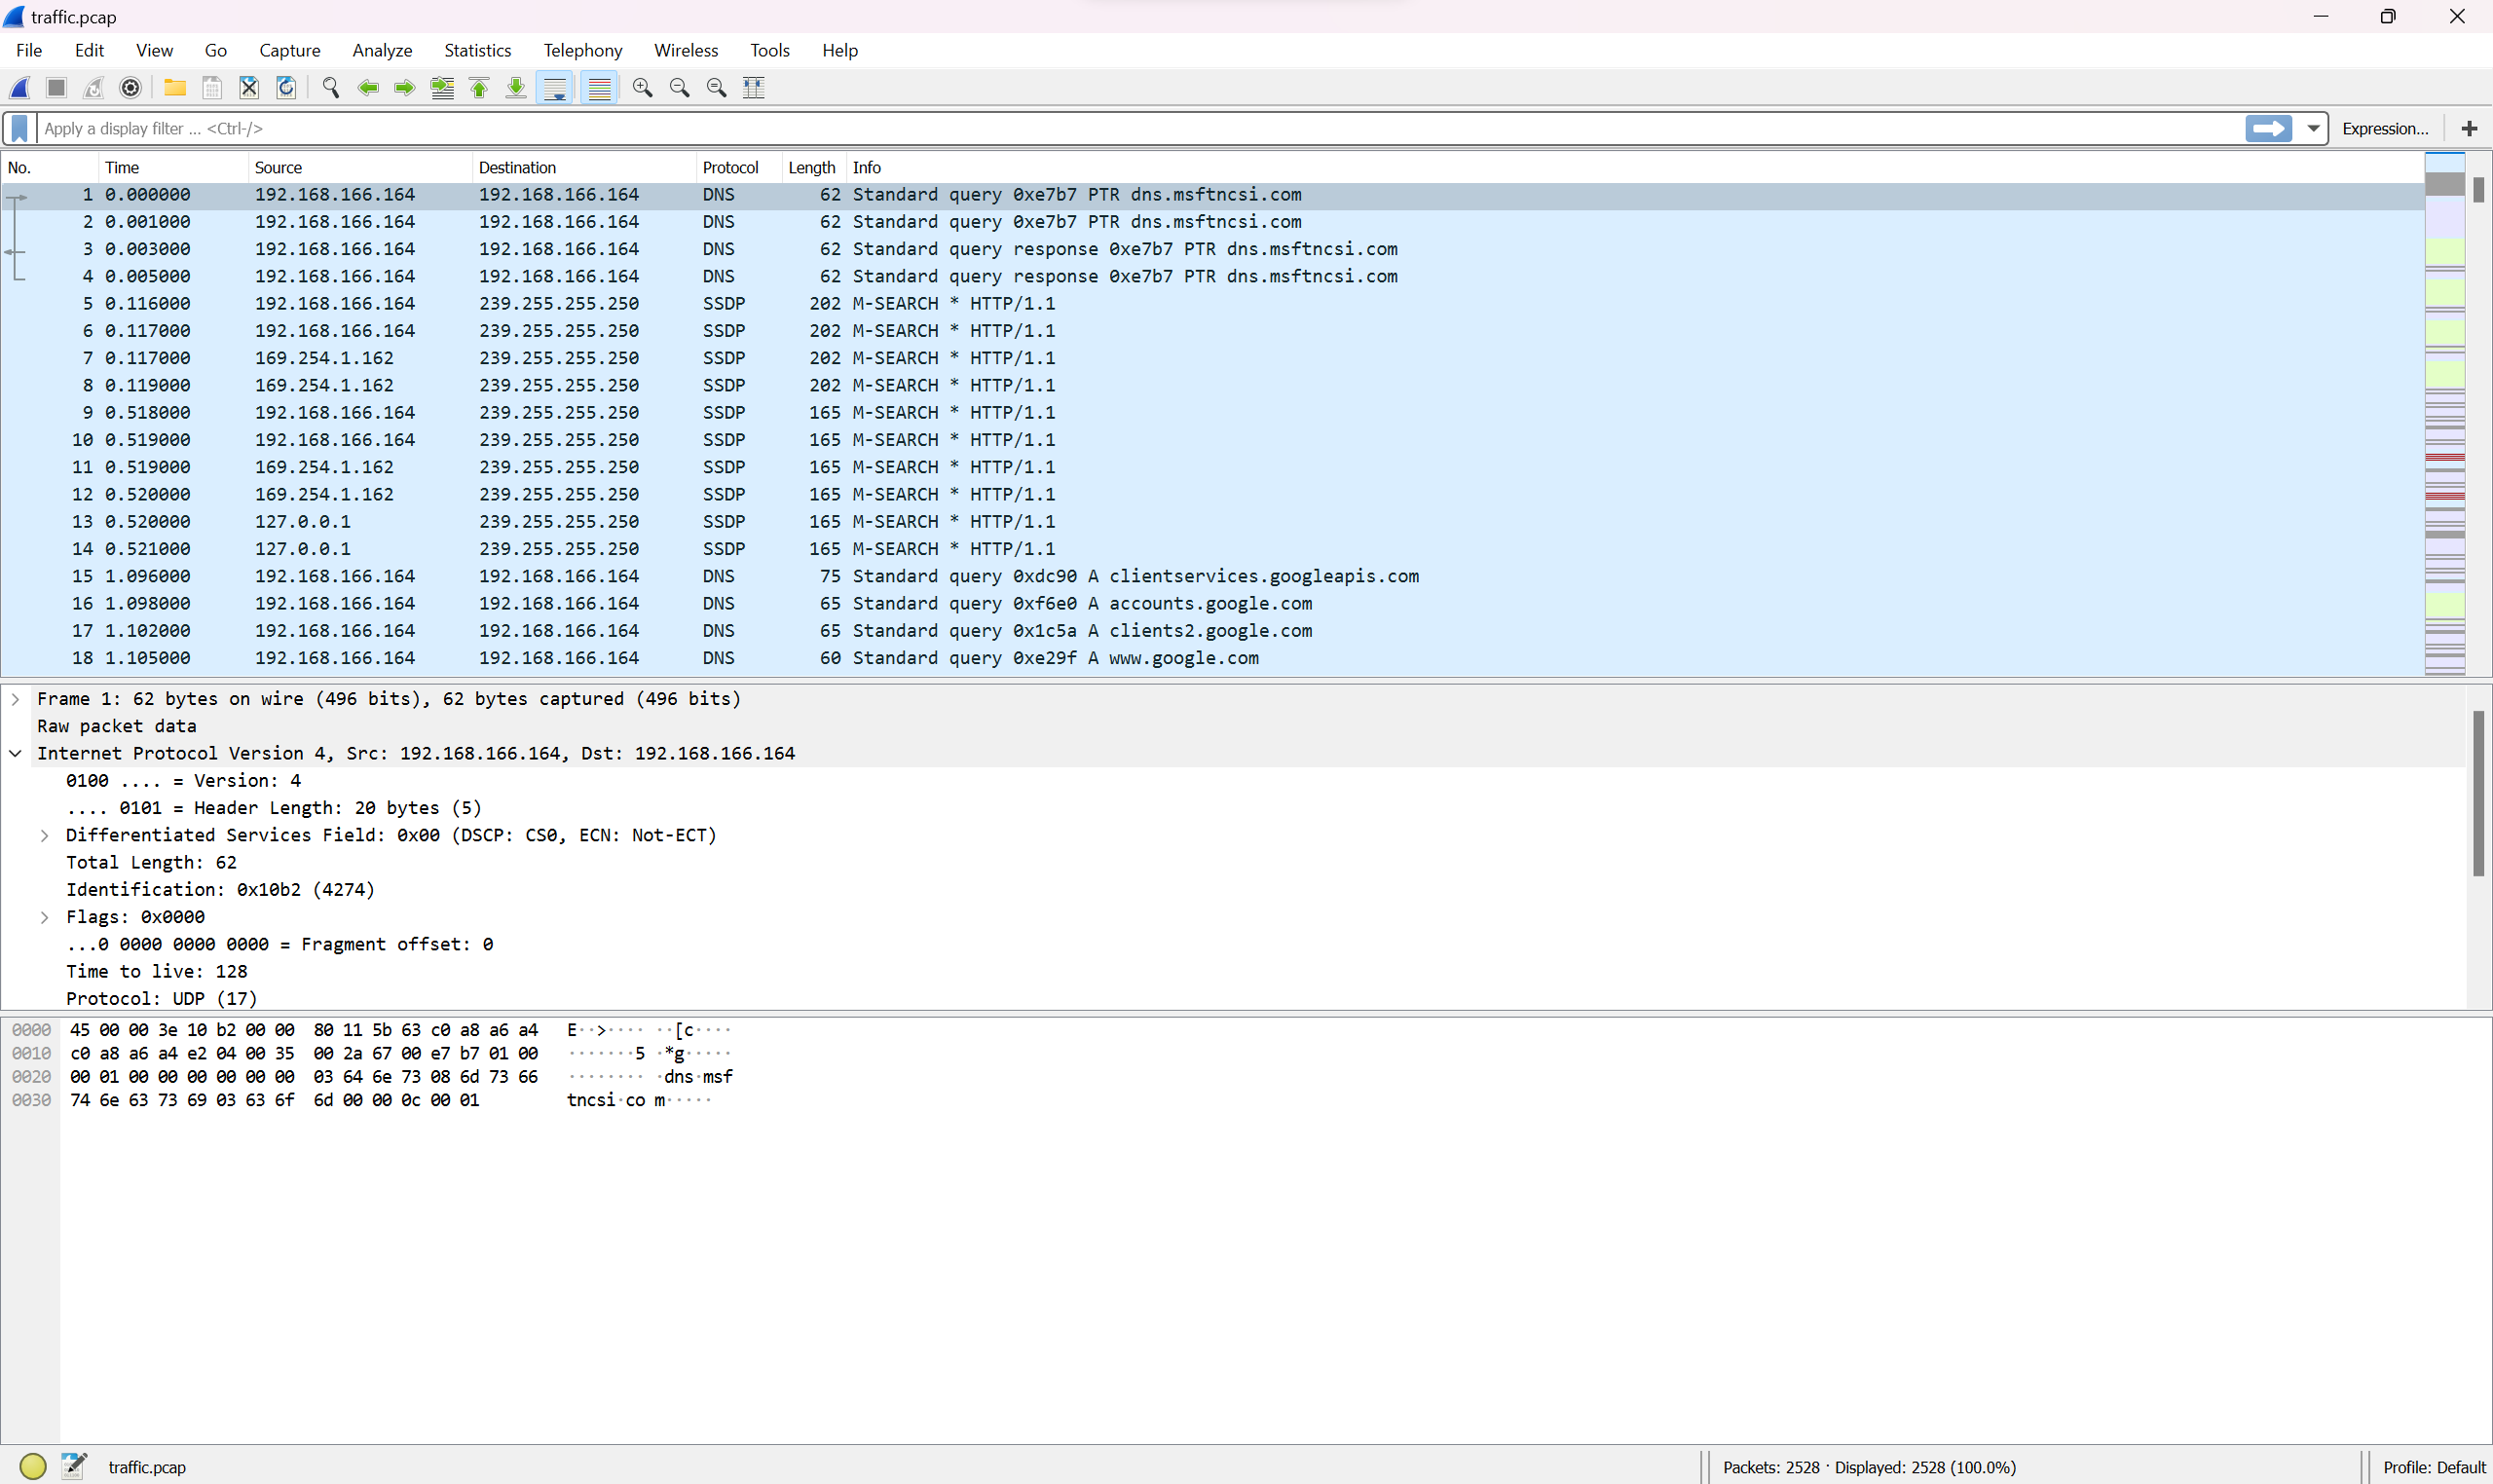 traffic.pcap
File Edit View Go Capture Analyze Statistics Telephony Wireless Tools Help
Apply a display filter ... <Ctrl-/> Expression...
No. Time Source Destination Protocol Length Info
1 0.000000 192.168.166.164 192.168.166.164 DNS 62 Standard query 0xe7b7 PTR dns.msftncsi.com
2 0.001000 192.168.166.164 192.168.166.164 DNS 62 Standard query 0xe7b7 PTR dns.msftncsi.com
3 0.003000 192.168.166.164 192.168.166.164 DNS 62 Standard query response 0xe7b7 PTR dns.msftncsi.com
4 0.005000 192.168.166.164 192.168.166.164 DNS 62 Standard query response 0xe7b7 PTR dns.msftncsi.com
5 0.116000 192.168.166.164 239.255.255.250 SSDP 202 M-SEARCH * HTTP/1.1
6 0.117000 192.168.166.164 239.255.255.250 SSDP 202 M-SEARCH * HTTP/1.1
7 0.117000 169.254.1.162 239.255.255.250 SSDP 202 M-SEARCH * HTTP/1.1
8 0.119000 169.254.1.162 239.255.255.250 SSDP 202 M-SEARCH * HTTP/1.1
9 0.518000 192.168.166.164 239.255.255.250 SSDP 165 M-SEARCH * HTTP/1.1
10 0.519000 192.168.166.164 239.255.255.250 SSDP 165 M-SEARCH * HTTP/1.1
11 0.519000 169.254.1.162 239.255.255.250 SSDP 165 M-SEARCH * HTTP/1.1
12 0.520000 169.254.1.162 239.255.255.250 SSDP 165 M-SEARCH * HTTP/1.1
13 0.520000 127.0.0.1 239.255.255.250 SSDP 165 M-SEARCH * HTTP/1.1
14 0.521000 127.0.0.1 239.255.255.250 SSDP 165 M-SEARCH * HTTP/1.1
15 1.096000 192.168.166.164 192.168.166.164 DNS 75 Standard query 0xdc90 A clientservices.googleapis.com
16 1.098000 192.168.166.164 192.168.166.164 DNS 65 Standard query 0xf6e0 A accounts.google.com
17 1.102000 192.168.166.164 192.168.166.164 DNS 65 Standard query 0x1c5a A clients2.google.com
18 1.105000 192.168.166.164 192.168.166.164 DNS 60 Standard query 0xe29f A www.google.com
Frame 1: 62 bytes on wire (496 bits), 62 bytes captured (496 bits)
Raw packet data
Internet Protocol Version 4, Src: 192.168.166.164, Dst: 192.168.166.164
0100 .... = Version: 4
.... 0101 = Header Length: 20 bytes (5)
Differentiated Services Field: 0x00 (DSCP: CS0, ECN: Not-ECT)
Total Length: 62
Identification: 0x10b2 (4274)
Flags: 0x0000
...0 0000 0000 0000 = Fragment offset: 0
Time to live: 128
Protocol: UDP (17)
0000 45 00 00 3e 10 b2 00 00 80 11 5b 63 c0 a8 a6 a4 E··>···· ··[c····
0010 c0 a8 a6 a4 e2 04 00 35 00 2a 67 00 e7 b7 01 00 ·······5 ·*g·····
0020 00 01 00 00 00 00 00 00 03 64 6e 73 08 6d 73 66 ········ ·dns·msf
0030 74 6e 63 73 69 03 63 6f 6d 00 00 0c 00 01 tncsi·co m·····
traffic.pcap Packets: 2528 · Displayed: 2528 (100.0%) Profile: Default